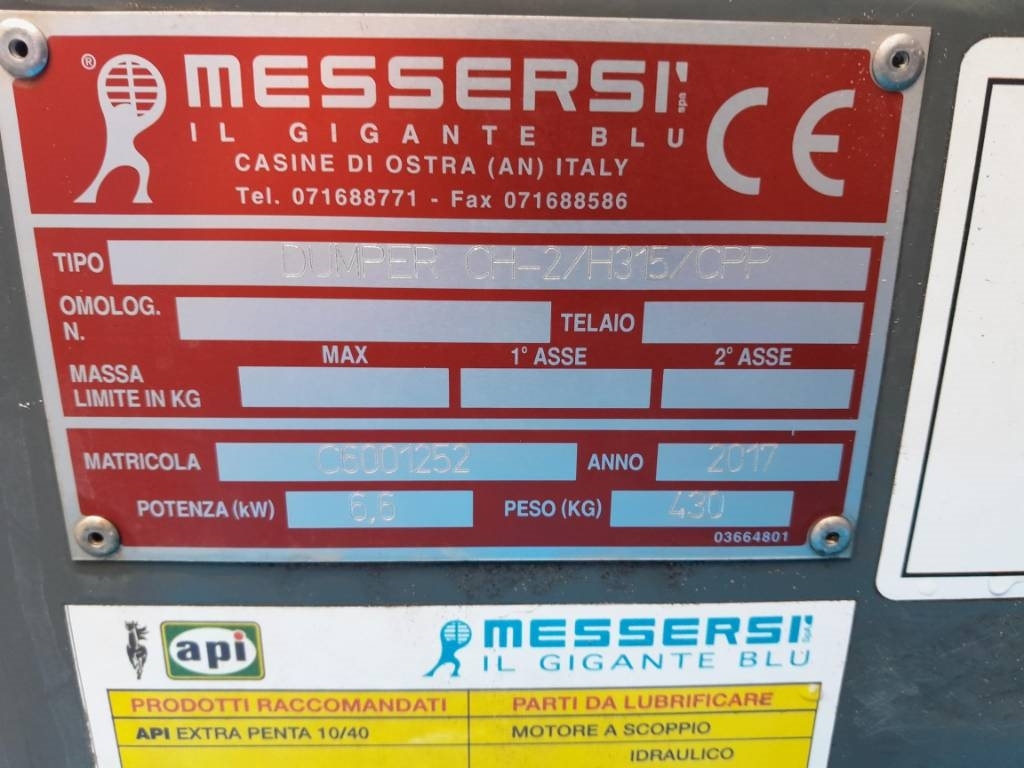 ® MESSERSI' spa
IL GIGANTE BLU
CE
CASINE DI OSTRA (AN) ITALY
Tel. 071688771 - Fax 071688586
TIPO DUMPER CH-2/H315/CPP
OMOLOG. N. TELAIO
MAX 1° ASSE 2° ASSE
MASSA
LIMITE IN KG
MATRICOLA C6001252 ANNO 2017
POTENZA (kW) 6,6 PESO (KG) 430
03664801
api MESSERSI' SpA
IL GIGANTE BLU
PRODOTTI RACCOMANDATI PARTI DA LUBRIFICARE
API EXTRA PENTA 10/40 MOTORE A SCOPPIO
IDRAULICO